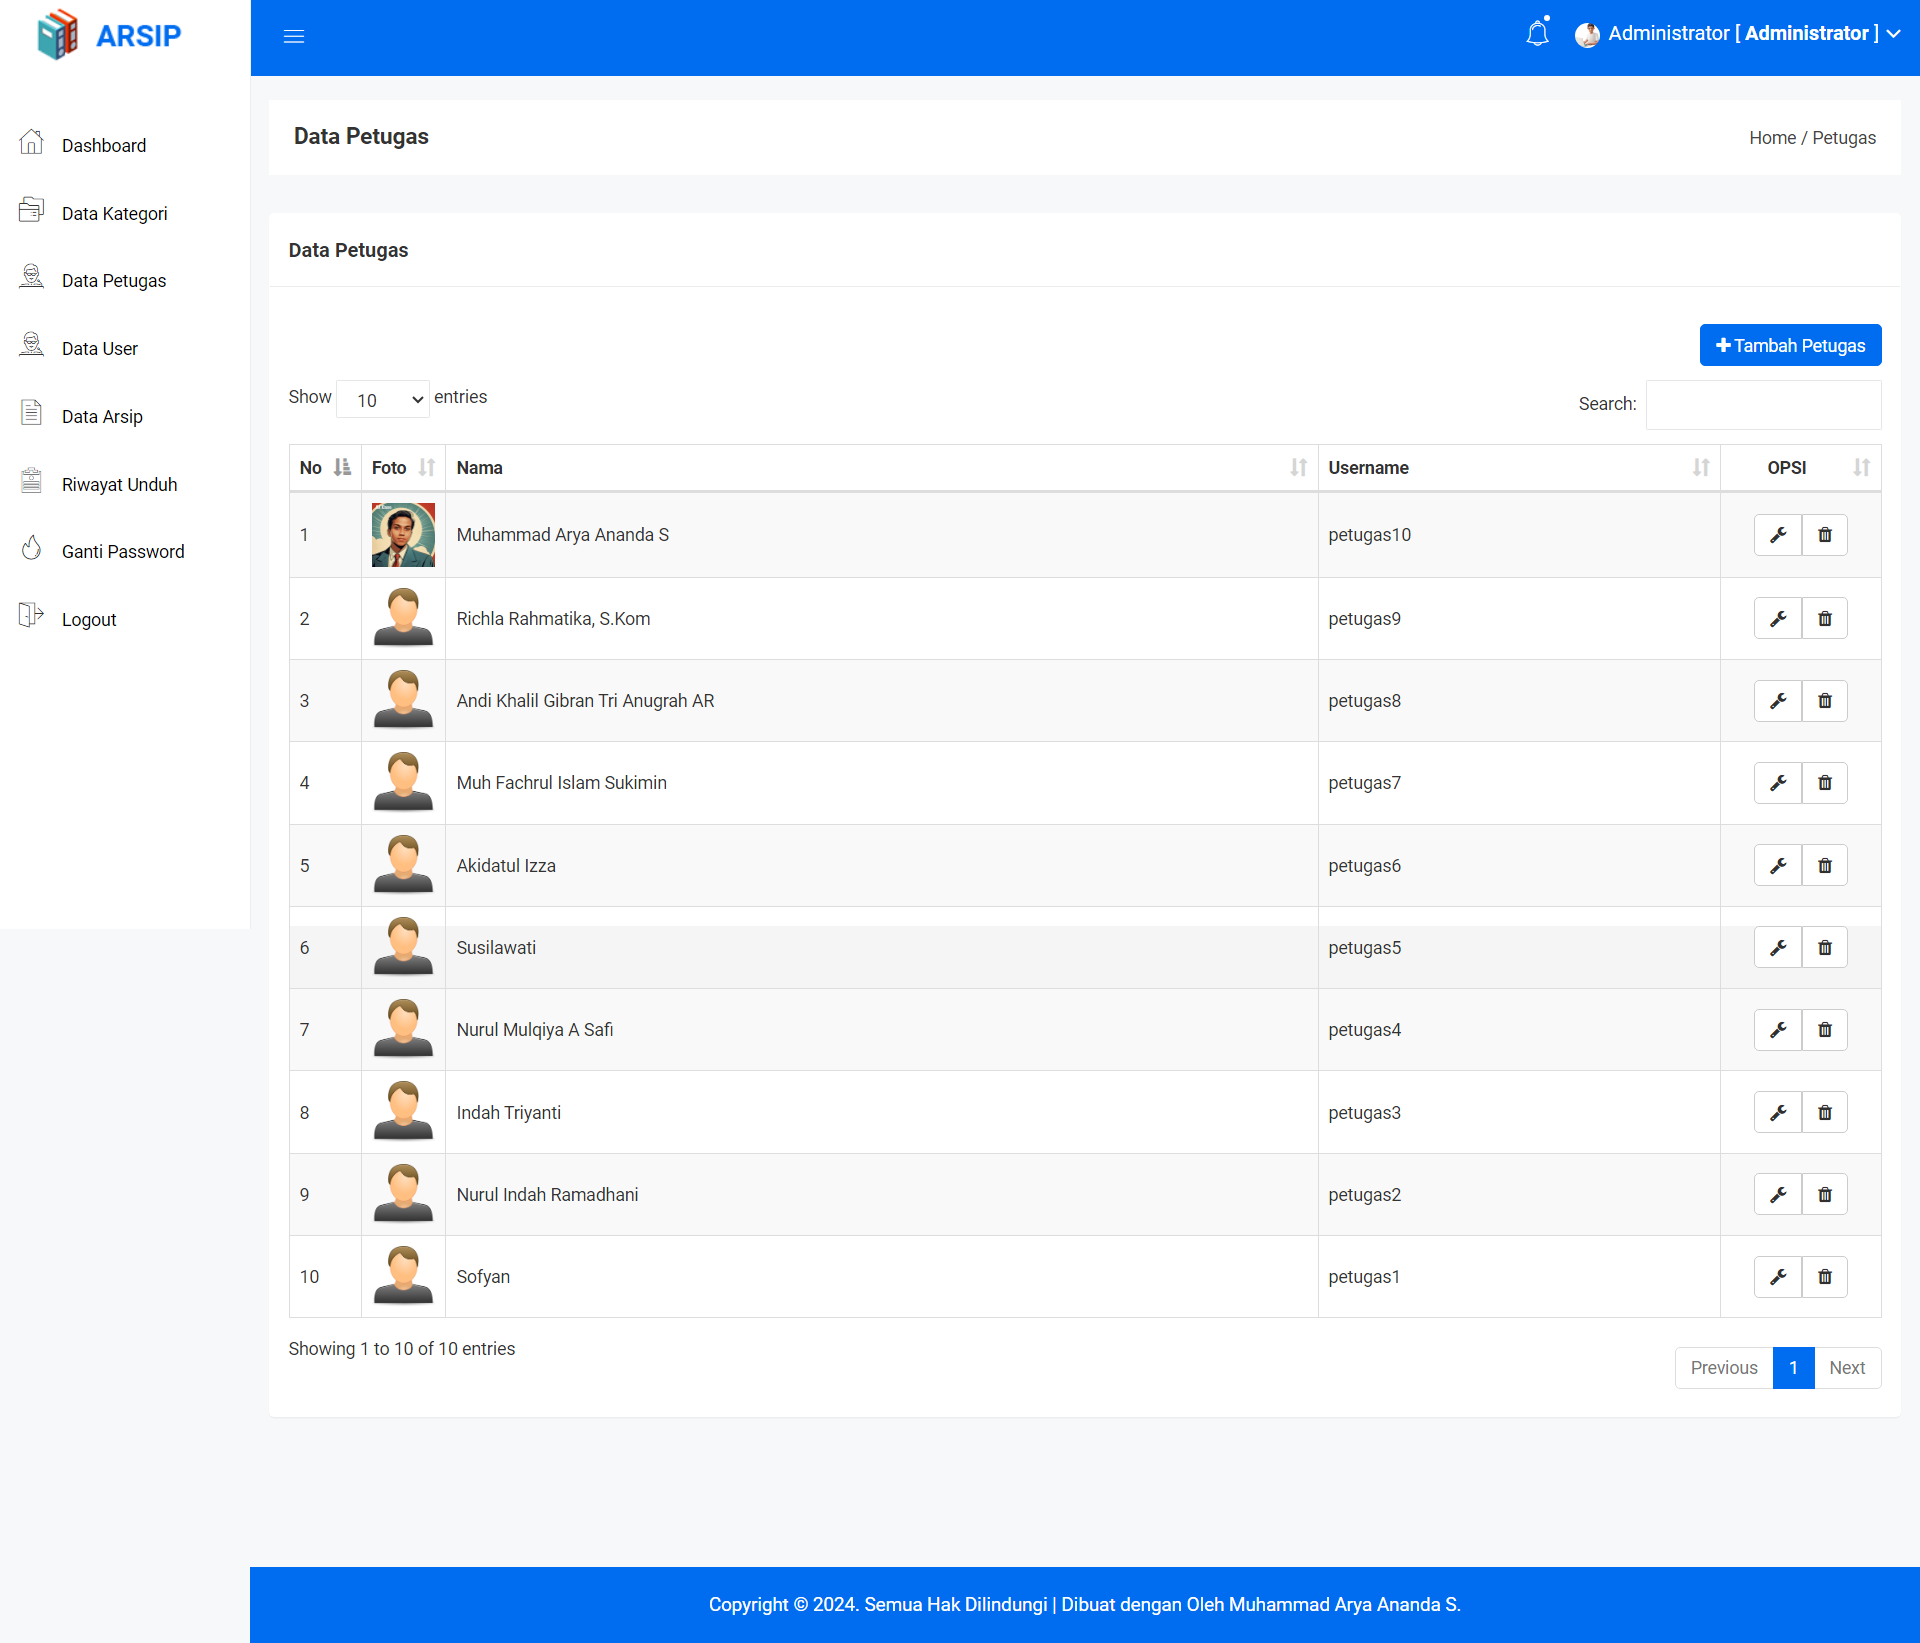 ARSIP
Administrator [ Administrator ]
Dashboard
Data Kategori
Data Petugas
Data User
Data Arsip
Riwayat Unduh
Ganti Password
Logout
Data Petugas
Home / Petugas
Data Petugas
Tambah Petugas
Show 10 entries
Search:
No Foto Nama Username OPSI
1 Muhammad Arya Ananda S petugas10
2 Richla Rahmatika, S.Kom petugas9
3 Andi Khalil Gibran Tri Anugrah AR petugas8
4 Muh Fachrul Islam Sukimin petugas7
5 Akidatul Izza petugas6
6 Susilawati petugas5
7 Nurul Mulqiya A Safi petugas4
8 Indah Triyanti petugas3
9 Nurul Indah Ramadhani petugas2
10 Sofyan petugas1
Showing 1 to 10 of 10 entries
Previous 1 Next
Copyright © 2024. Semua Hak Dilindungi | Dibuat dengan Oleh Muhammad Arya Ananda S.